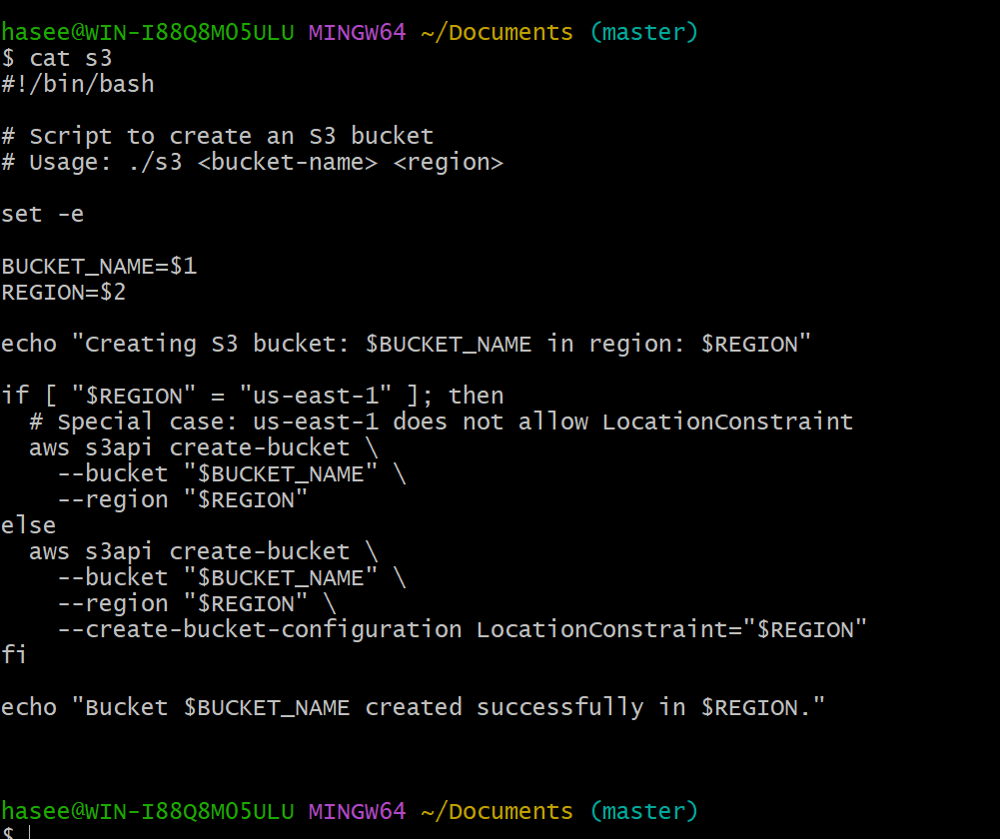 hasee@WIN-I88Q8MO5ULU MINGW64 ~/Documents (master)
$ cat s3
#!/bin/bash

# Script to create an S3 bucket
# Usage: ./s3 <bucket-name> <region>

set -e

BUCKET_NAME=$1
REGION=$2

echo "Creating S3 bucket: $BUCKET_NAME in region: $REGION"

if [ "$REGION" = "us-east-1" ]; then
  # Special case: us-east-1 does not allow LocationConstraint
  aws s3api create-bucket \
    --bucket "$BUCKET_NAME" \
    --region "$REGION"
else
  aws s3api create-bucket \
    --bucket "$BUCKET_NAME" \
    --region "$REGION" \
    --create-bucket-configuration LocationConstraint="$REGION"
fi

echo "Bucket $BUCKET_NAME created successfully in $REGION."

hasee@WIN-I88Q8MO5ULU MINGW64 ~/Documents (master)
$